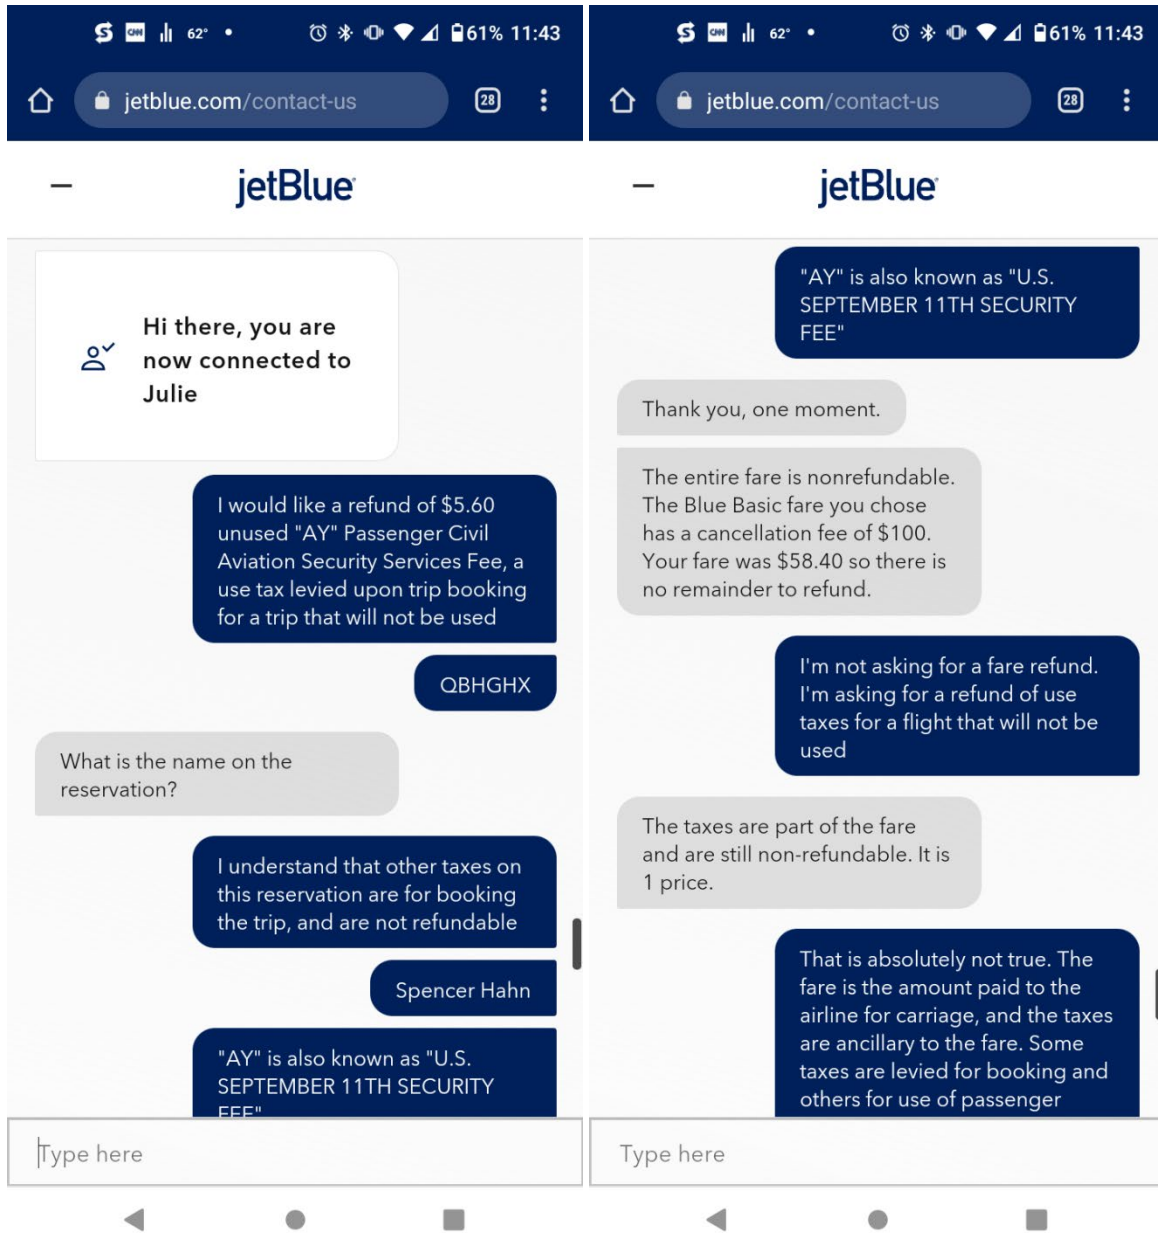 62° •
61% 11:43
jetblue.com/contact-us
28
jetBlue
Hi there, you are
now connected to
Julie
I would like a refund of $5.60
unused "AY" Passenger Civil
Aviation Security Services Fee, a
use tax levied upon trip booking
for a trip that will not be used
QBHGHX
What is the name on the
reservation?
I understand that other taxes on
this reservation are for booking
the trip, and are not refundable
Spencer Hahn
"AY" is also known as "U.S.
SEPTEMBER 11TH SECURITY
FEE"
Type here
62° •
61% 11:43
jetblue.com/contact-us
28
jetBlue
"AY" is also known as "U.S.
SEPTEMBER 11TH SECURITY
FEE"
Thank you, one moment.
The entire fare is nonrefundable.
The Blue Basic fare you chose
has a cancellation fee of $100.
Your fare was $58.40 so there is
no remainder to refund.
I'm not asking for a fare refund.
I'm asking for a refund of use
taxes for a flight that will not be
used
The taxes are part of the fare
and are still non-refundable. It is
1 price.
That is absolutely not true. The
fare is the amount paid to the
airline for carriage, and the taxes
are ancillary to the fare. Some
taxes are levied for booking and
others for use of passenger
Type here